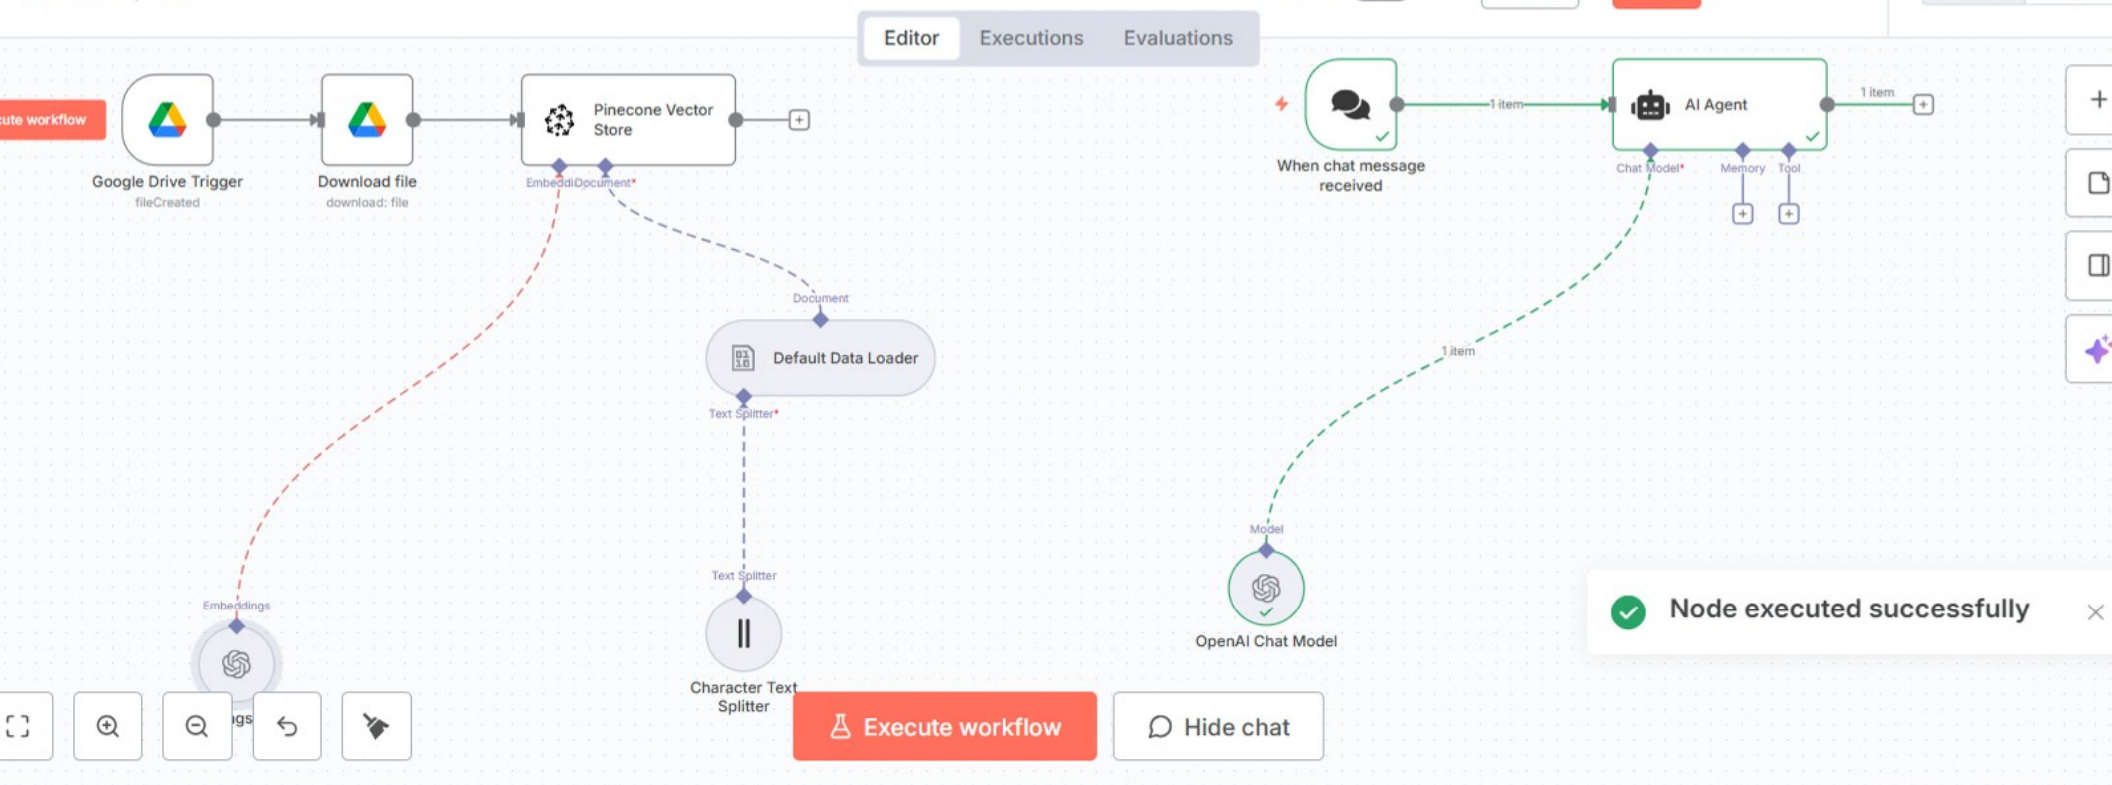 Editor
Executions
Evaluations
cute workflow
Google Drive Trigger
fileCreated
Download file
download: file
Pinecone Vector
Store
Document*
Document
Default Data Loader
Text Splitter*
Text Splitter
Character Text
Splitter
Embeddings
When chat message
received
1 item
AI Agent
1 item
Chat Model*
Memory
Tool
1 item
Model
OpenAI Chat Model
Node executed successfully
Execute workflow
Hide chat